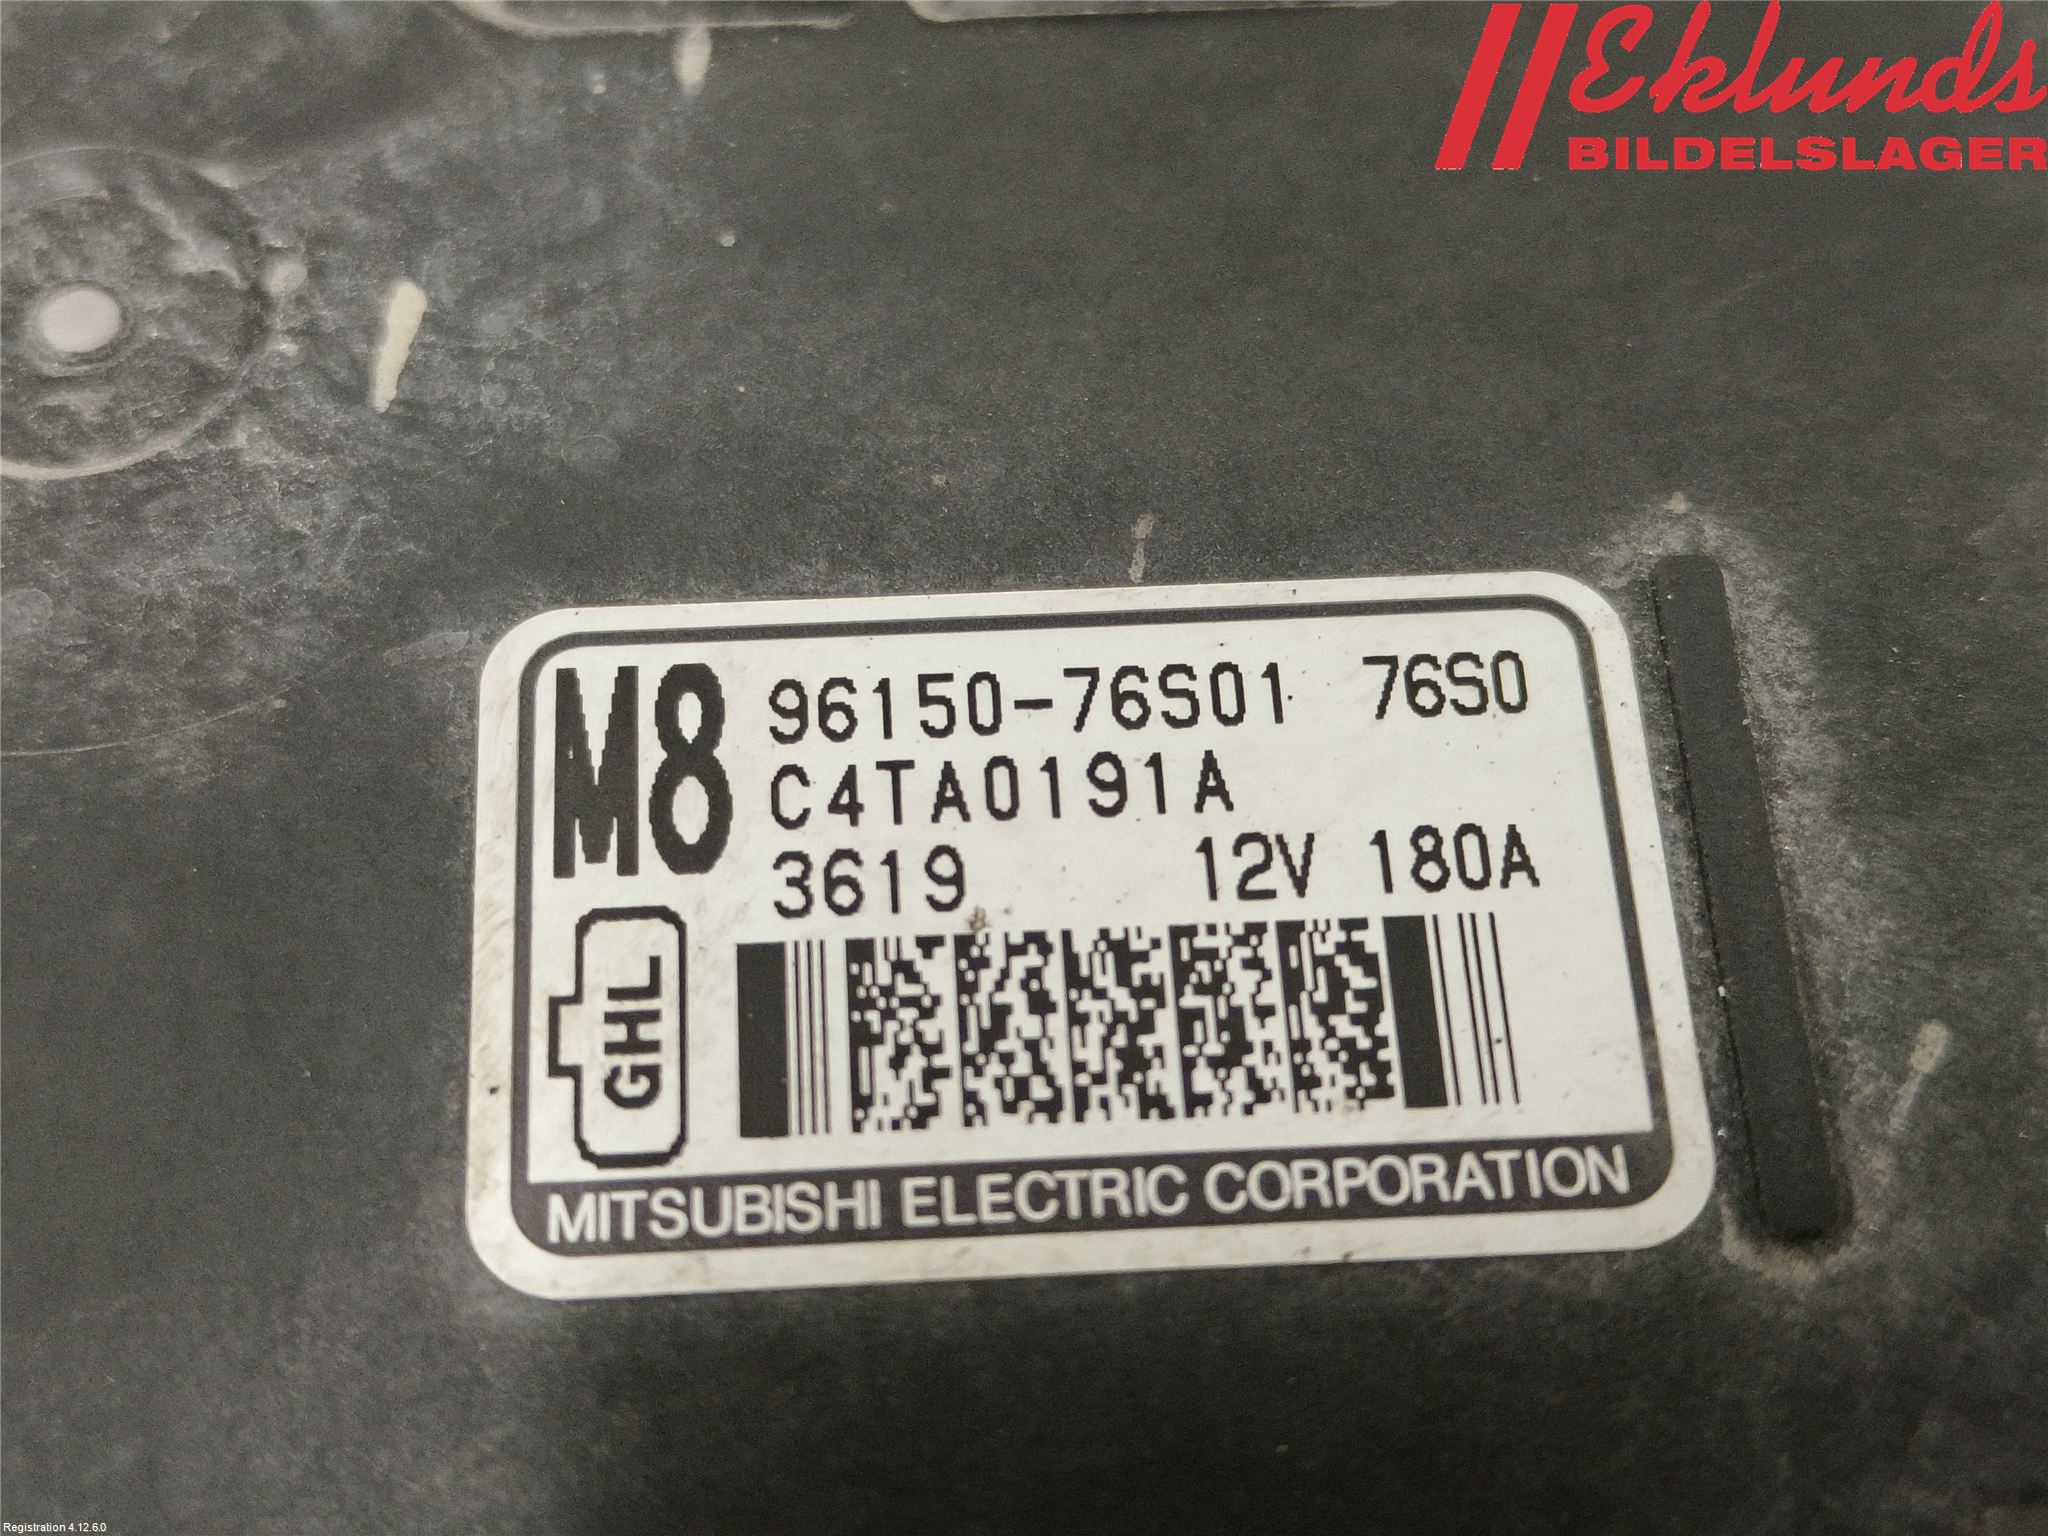 Eklunds
BILDELSLAGER
M8
96150-76S01 76S0
C4TA0191A
3619 12V 180A
GHL
MITSUBISHI ELECTRIC CORPORATION
Registration 4.12.6.0